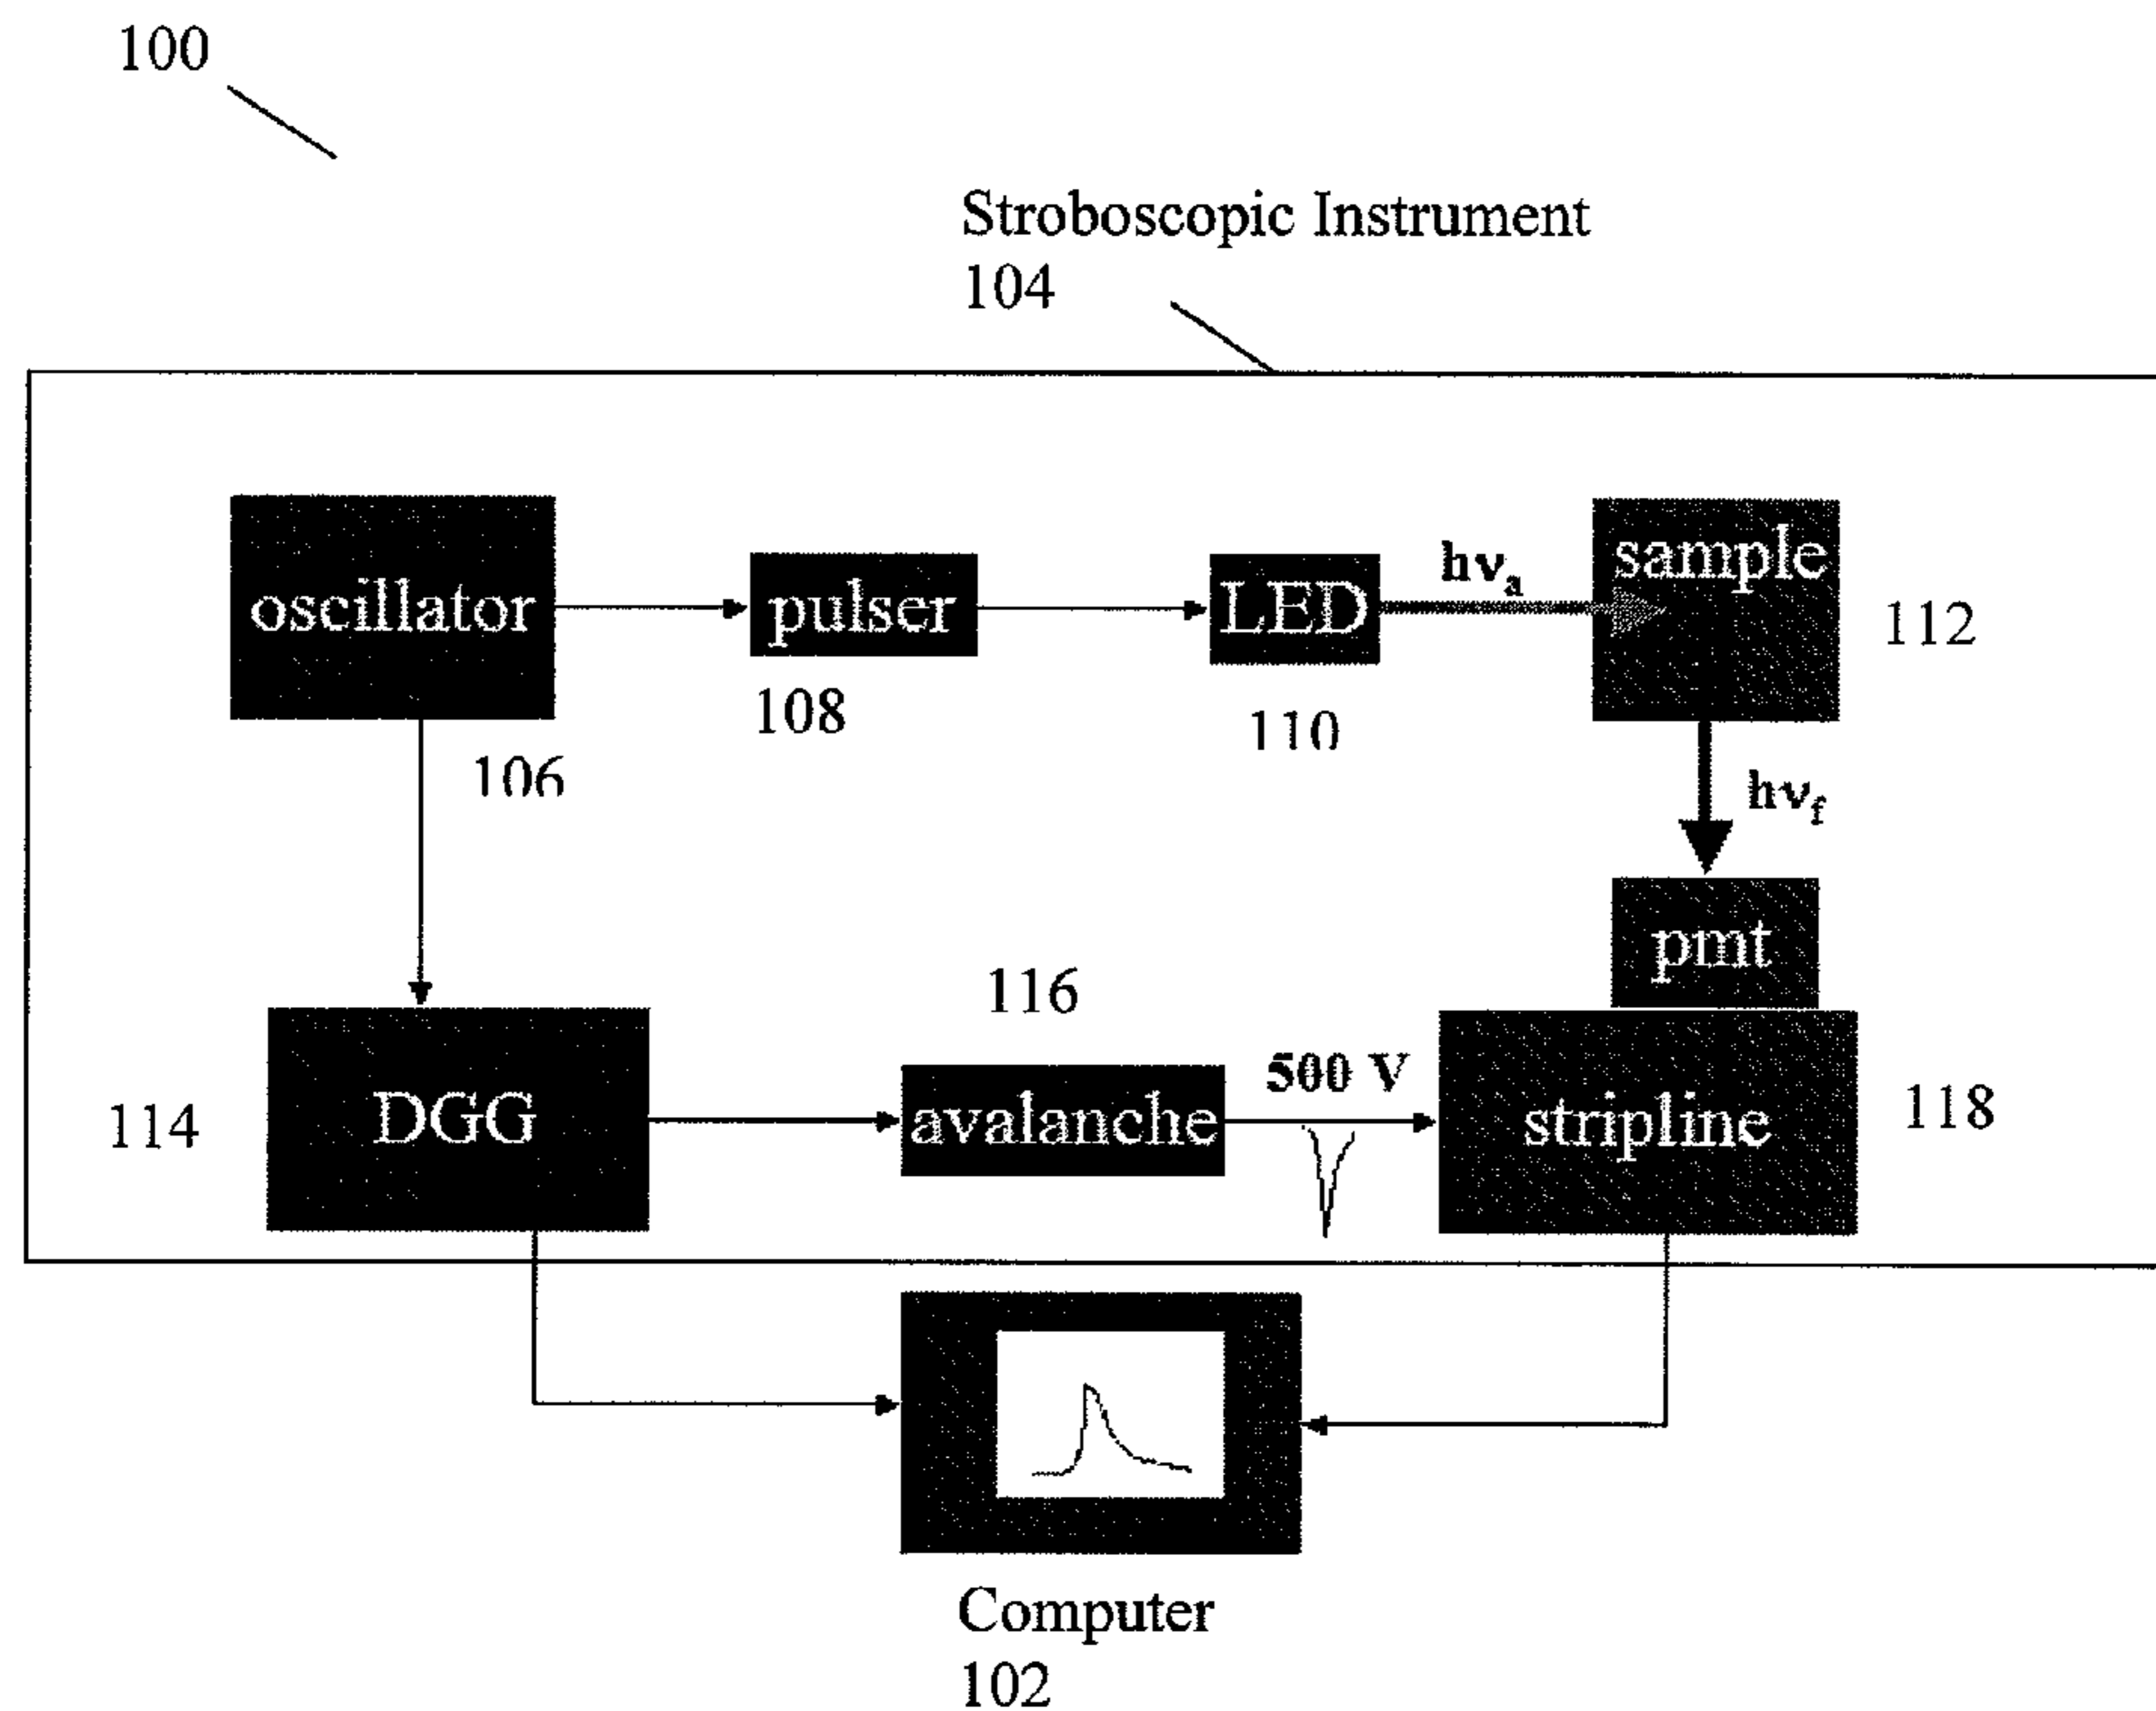 100
Stroboscopic Instrument
104
oscillator
pulser
LED
hνa
sample
112
108
110
106
hνf
pmt
116
500 V
114
DGG
avalanche
stripline
118
Computer
102